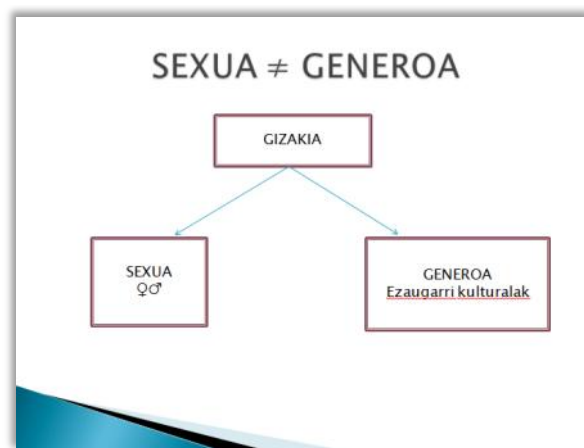 SEXUA ≠ GENEROA
GIZAKIA
SEXUA
♀♂
GENEROA
Ezaugarri kulturalak